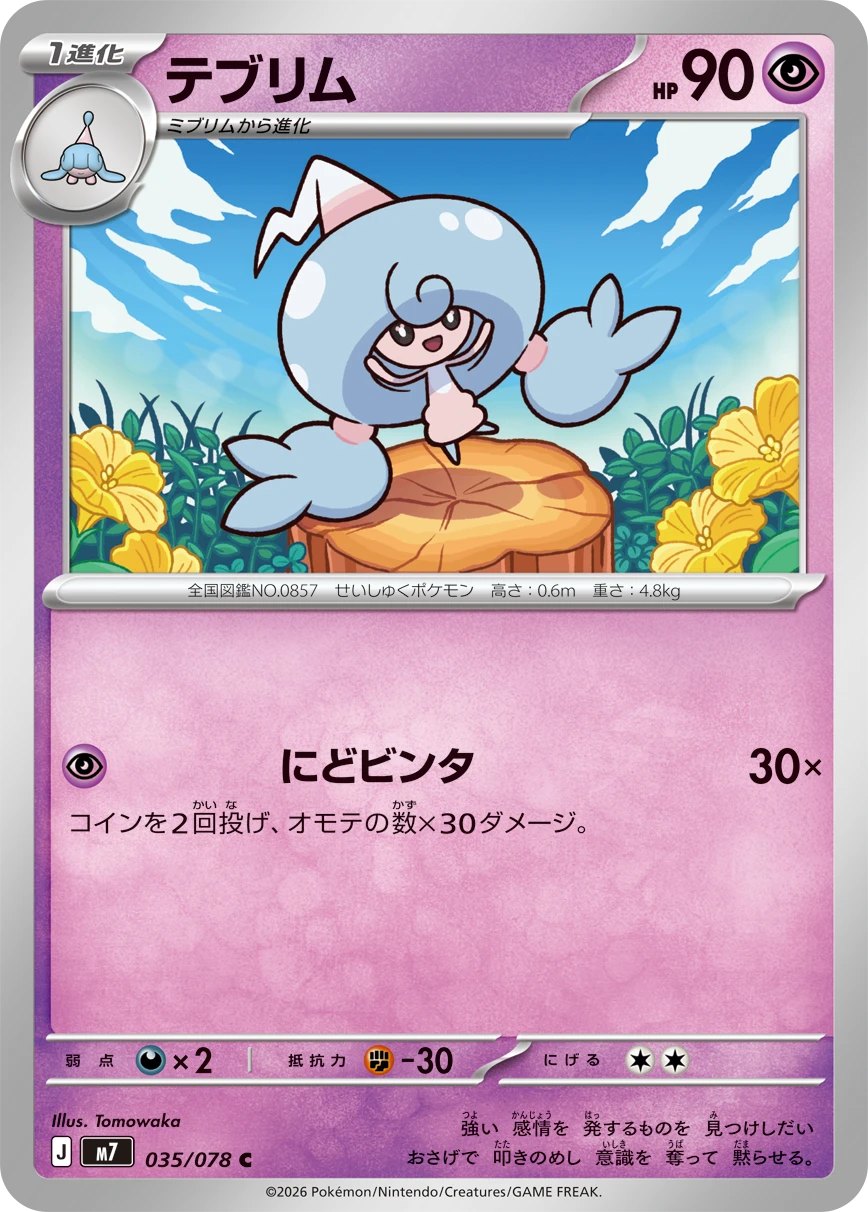 1進化
テブリム
HP 90
ミブリムから進化
全国図鑑NO.0857 せいしゅくポケモン 高さ:0.6m 重さ:4.8kg
にどビンタ 30×
コインを2回投げ、オモテの数×30ダメージ。
弱点 ×2 抵抗力 -30 にげる
Illus. Tomowaka
強い 感情を 発するものを 見つけしだい
おさげで 叩きのめし 意識を 奪って 黙らせる。
J M7 035/078 C
©2026 Pokémon/Nintendo/Creatures/GAME FREAK.